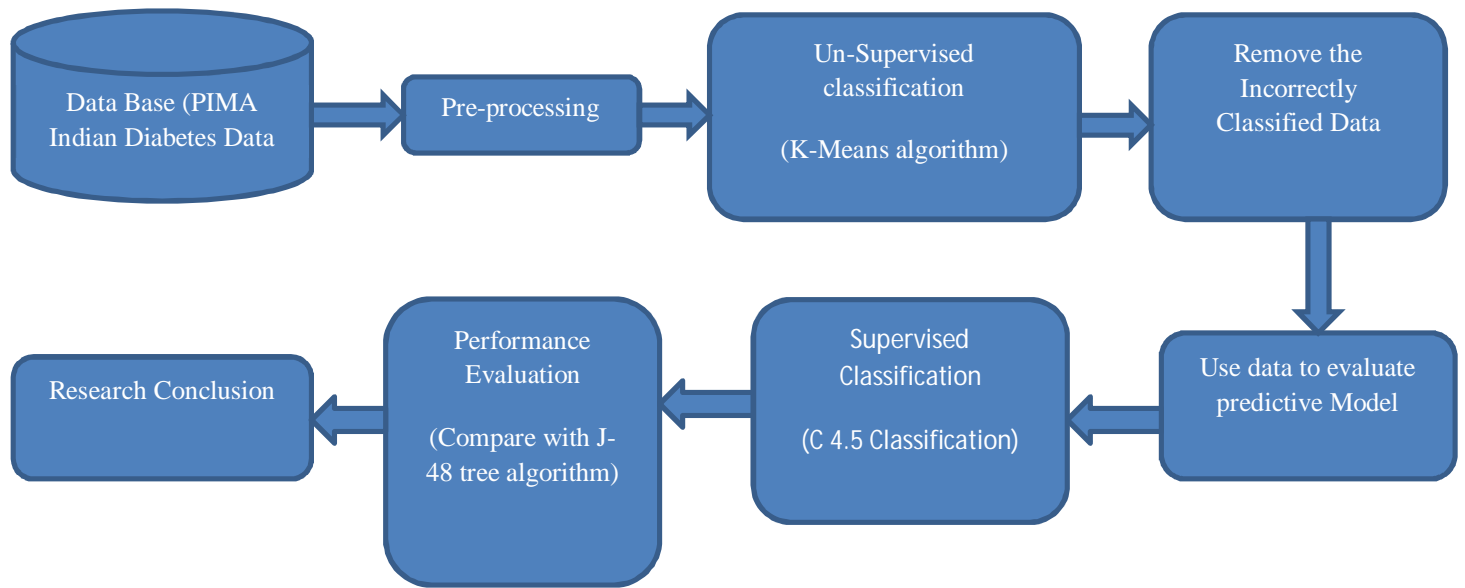 Data Base (PIMA
Indian Diabetes Data
Pre-processing
Un-Supervised
classification
(K-Means algorithm)
Remove the
Incorrectly
Classified Data
Use data to evaluate
predictive Model
Supervised
Classification
(C 4.5 Classification)
Performance
Evaluation
(Compare with J-
48 tree algorithm)
Research Conclusion